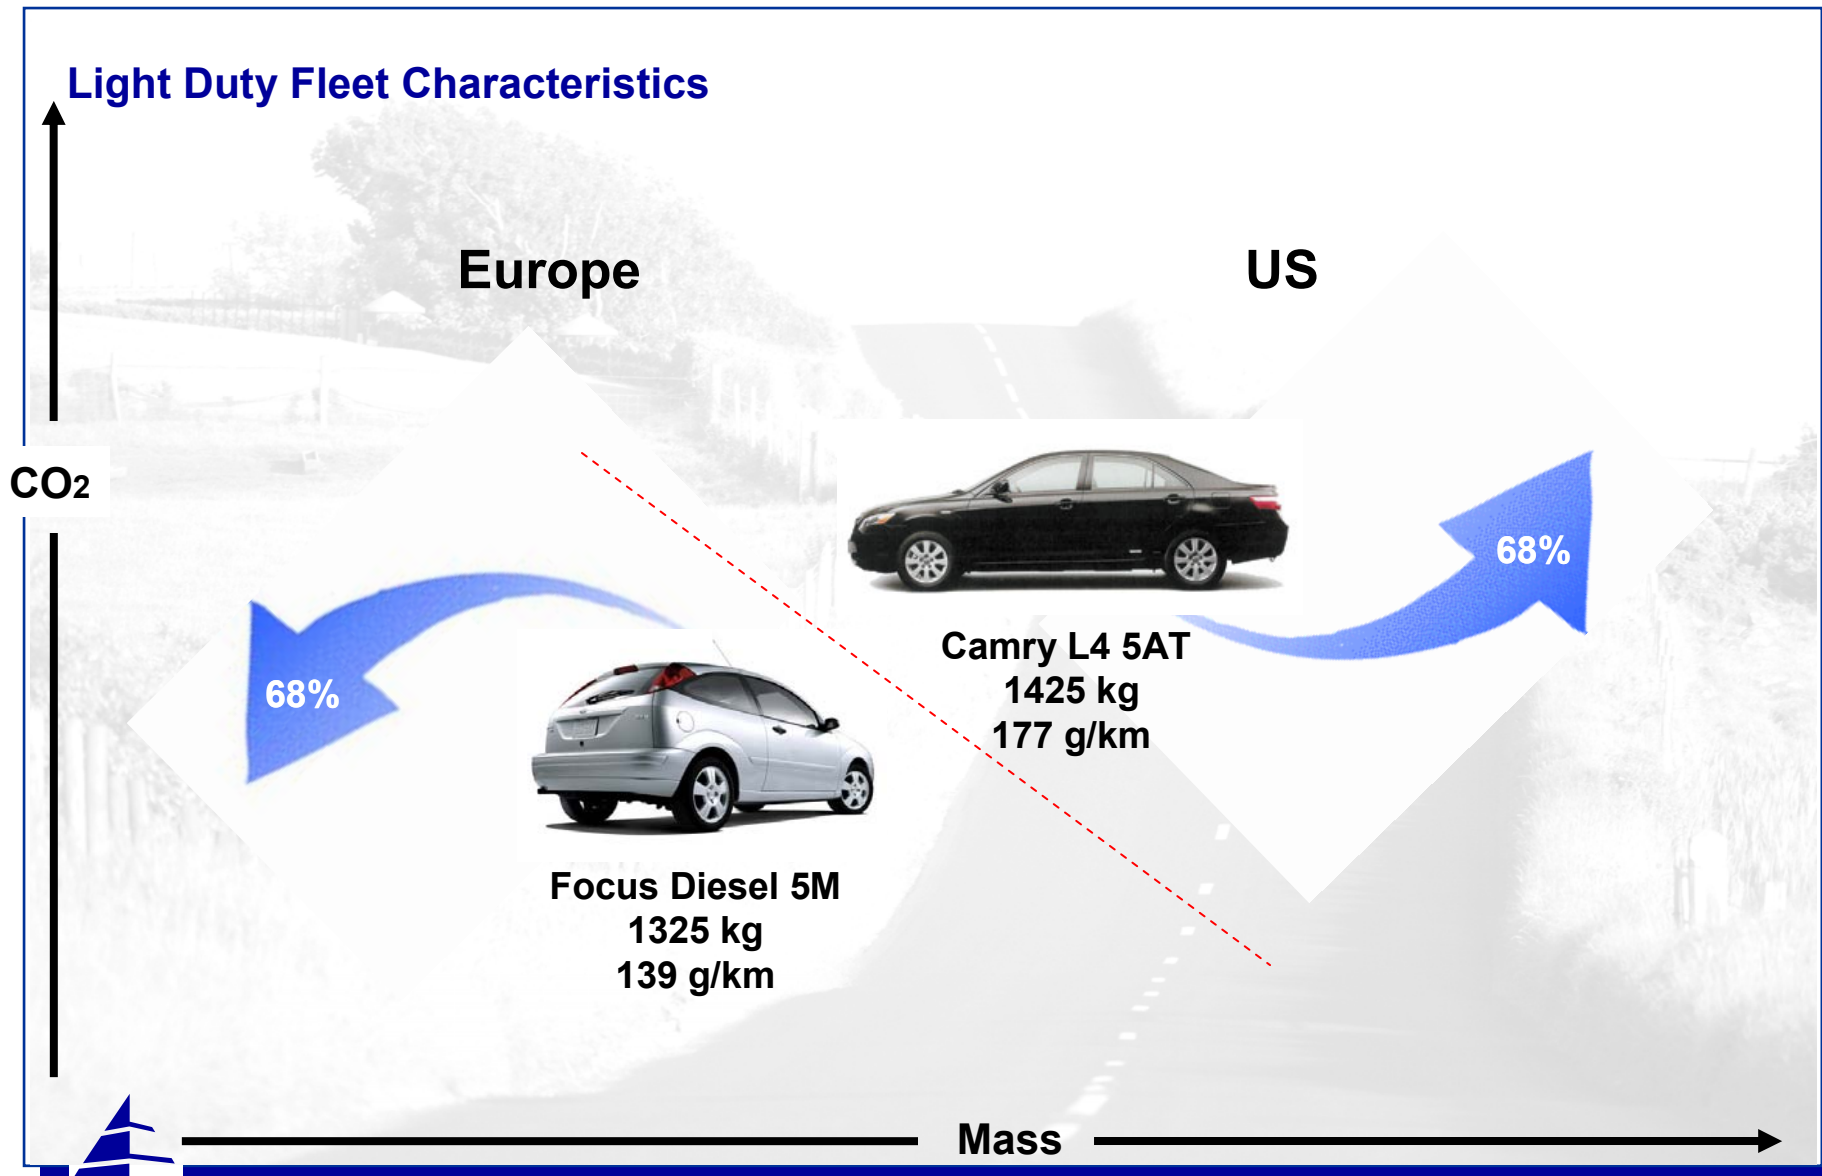 Light Duty Fleet Characteristics
Europe
US
CO2
68%
68%
Camry L4 5AT
1425 kg
177 g/km
Focus Diesel 5M
1325 kg
139 g/km
Mass